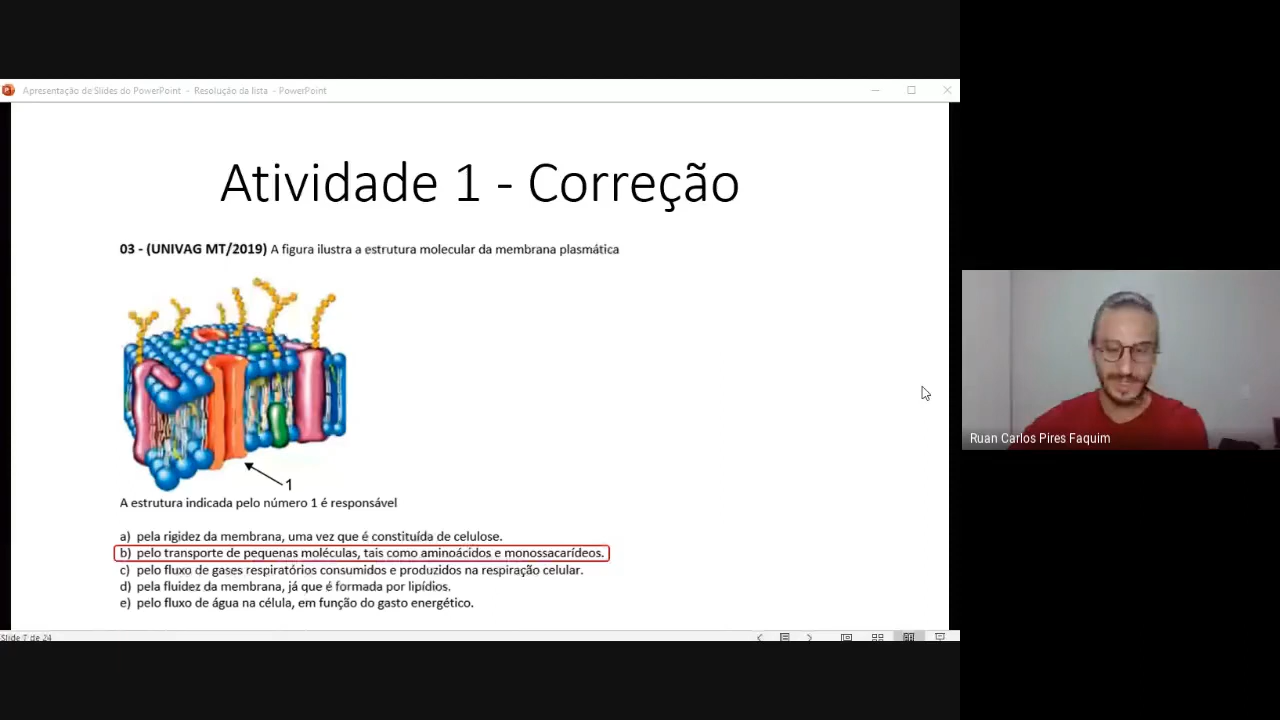 Apresentação de Slides do PowerPoint - Resolução da lista - PowerPoint
Atividade 1 - Correção
03 - (UNIVAG MT/2019) A figura ilustra a estrutura molecular da membrana plasmática
1
A estrutura indicada pelo número 1 é responsável
a) pela rigidez da membrana, uma vez que é constituída de celulose.
b) pelo transporte de pequenas moléculas, tais como aminoácidos e monossacarídeos.
c) pelo fluxo de gases respiratórios consumidos e produzidos na respiração celular.
d) pela fluidez da membrana, já que é formada por lipídios.
e) pelo fluxo de água na célula, em função do gasto energético.
Slide 7 de 24
Ruan Carlos Pires Faquim